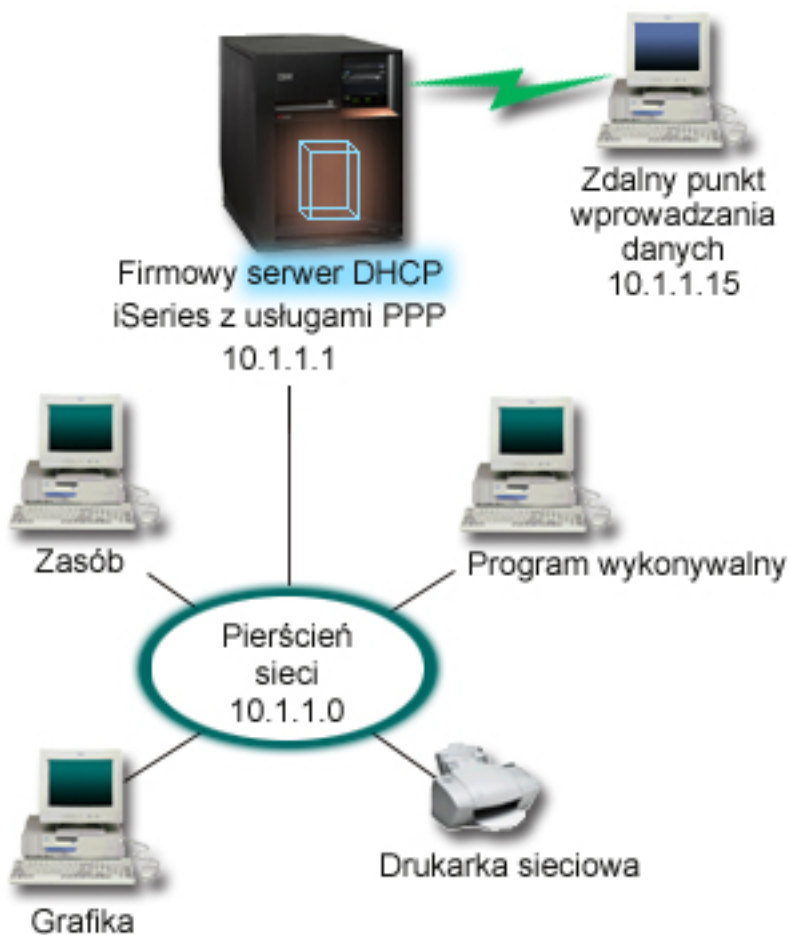 IBM
Zdalny punkt
wprowadzania
danych
10.1.1.15
Firmowy serwer DHCP
iSeries z usługami PPP
10.1.1.1
Zasób
Program wykonywalny
Pierścień
sieci
10.1.1.0
Drukarka sieciowa
Grafika